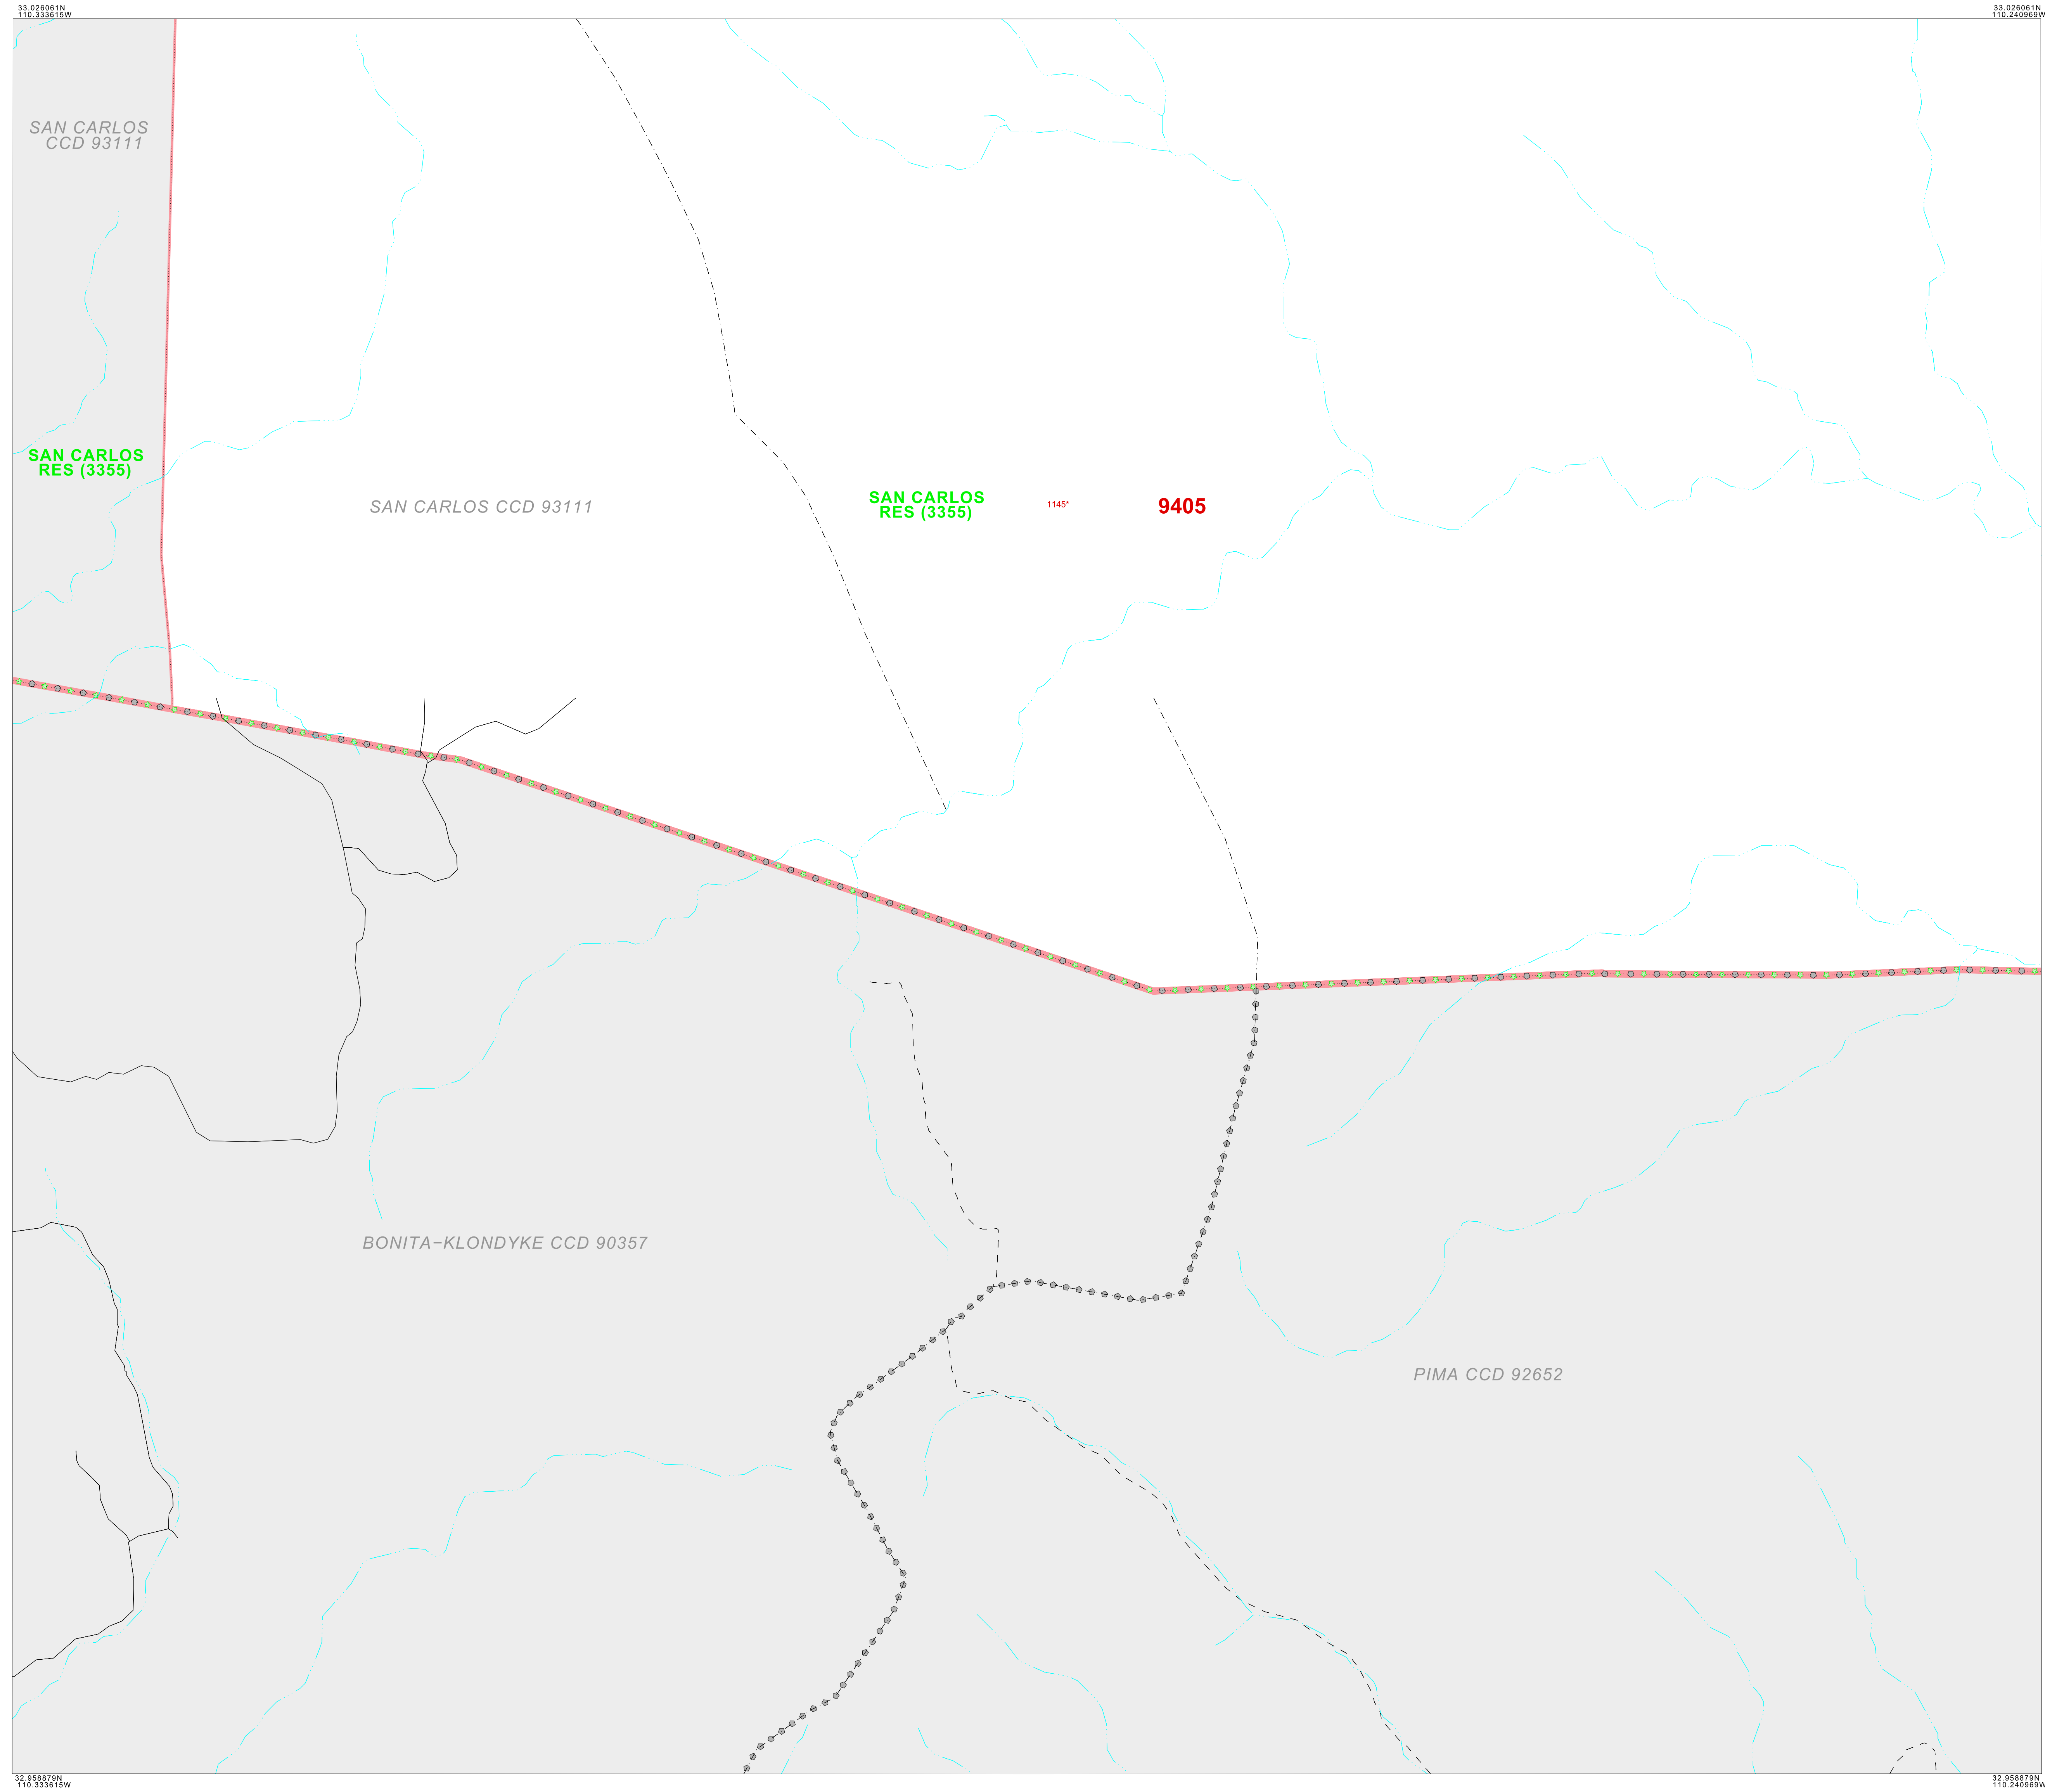 33.026061N
110.333615W
33.026061N
110.240969W
SAN CARLOS
CCD 93111
SAN CARLOS
RES (3355)
SAN CARLOS CCD 93111
SAN CARLOS
RES (3355)
1145*
9405
BONITA-KLONDYKE CCD 90357
PIMA CCD 92652
32.958879N
110.333615W
32.958879N
110.240969W